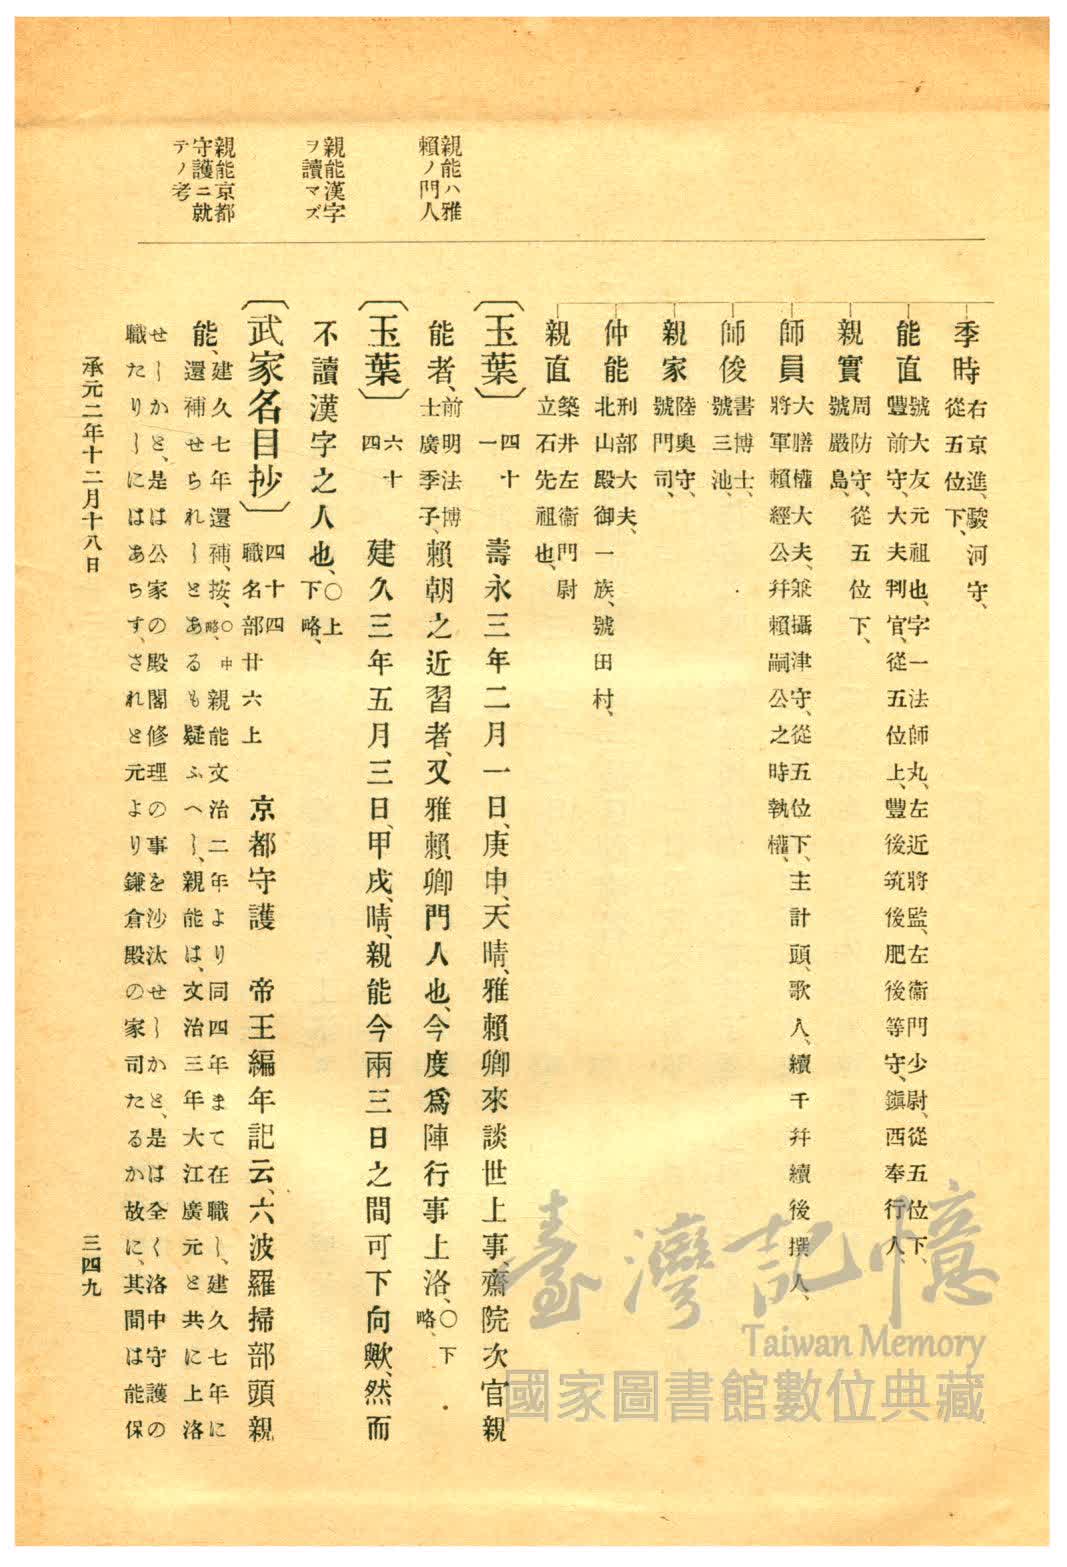 親能ハ雅
賴ノ門人
親能漢字
ヲ讀マズ
親能京都
守護ニ就
テノ考
季時
右京進、駿河守、
從五位下、
能直
號大友元祖也、字一法師丸、左近將監、左衞門少尉、從五位下、
豐前守、大夫判官、從五位上、豐後筑後肥後等守、鎭西奉行人、
親實
周防守、從五位下、
號嚴島、
師員
大膳權大夫、兼攝津守、從五位下、主計頭、歌人、續千幷續後撰人、
將軍賴經公幷賴嗣公之時執權、
師俊
書博士、
號三池、
親家
陸奧守、
號門司、
仲能
刑部大夫、
北山殿御一族、號田村、
親直
築井左衞門尉
立石先祖也、
〔玉葉〕
四十
一
壽永三年二月一日、庚申、天晴、雅賴卿來談世上事、齋院次官親
能者、
前明法博
士廣季子、
賴朝之近習者、又雅賴卿門人也、今度爲陣行事上洛、
〇下
略、
〔玉葉〕
六十
四
建久三年五月三日、甲戌、晴、親能今兩三日之間可下向歟、然而
不讀漢字之人也、
〇上
下略、
〔武家名目抄〕
四十四
職名部廿六上
京都守護 帝王編年記云、六波羅掃部頭親
能、
建久七年還補、按、〇中略、親能文治二年より同四年まて在職し、建久七年に
還補せられしとあるも疑ふへし、親能は、文治三年大江廣元と共に上洛
せしかと、是は公家の殿閣修理の事を沙汰せしかと、是は全く洛中守護の
職たりしにはあらす、されと元より鎌倉殿の家司たるか故に、其間は能保
承元二年十二月十八日
三四九
臺灣記憶
Taiwan Memory
國家圖書館數位典藏